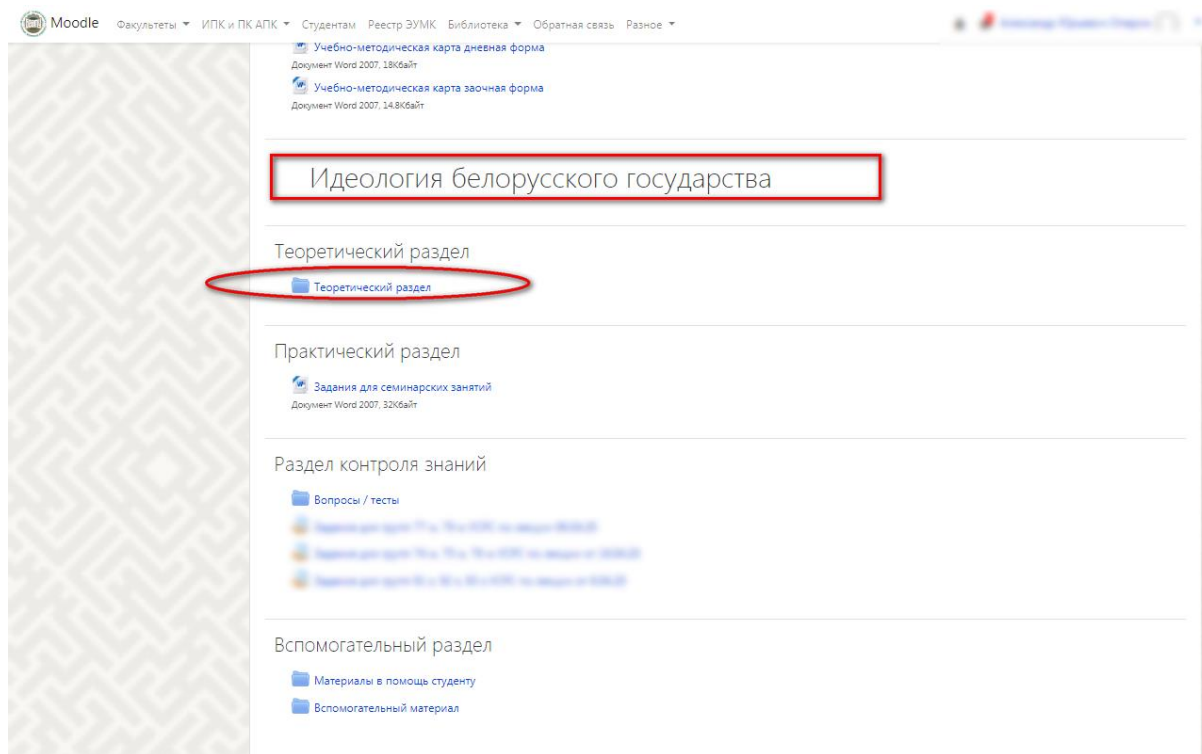 Moodle Факультеты ИПК и ПК АПК Студентам Реестр ЭУМК Библиотека Обратная связь Разное
Учебно-методическая карта дневная форма
Документ Word 2007, 18Кбайт
Учебно-методическая карта заочная форма
Документ Word 2007, 14.8Кбайт
Идеология белорусского государства
Теоретический раздел
Теоретический раздел
Практический раздел
Задания для семинарских занятий
Документ Word 2007, 32Кбайт
Раздел контроля знаний
Вопросы / тесты
Вспомогательный раздел
Материалы в помощь студенту
Вспомогательный материал